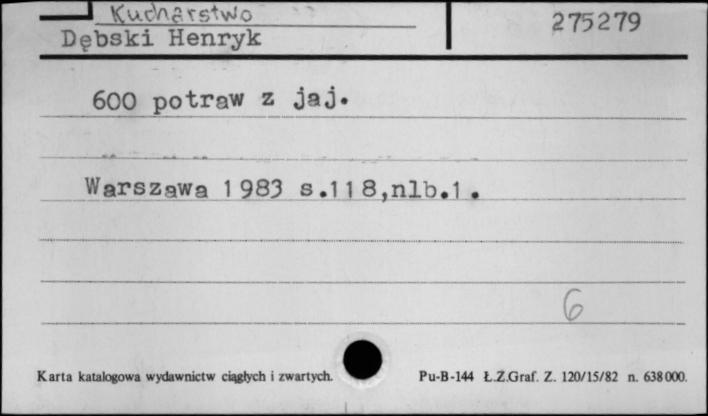 Kucharstwo
275279
Dębski Henryk
600 potraw z jaj.
Warszawa 1983 s.118,nlb.1.
6
Karta katalogowa wydawnictw ciągłych i zwartych.
Pu-B-144 Ł.Z.Graf. Z. 120/15/82 n. 638000.